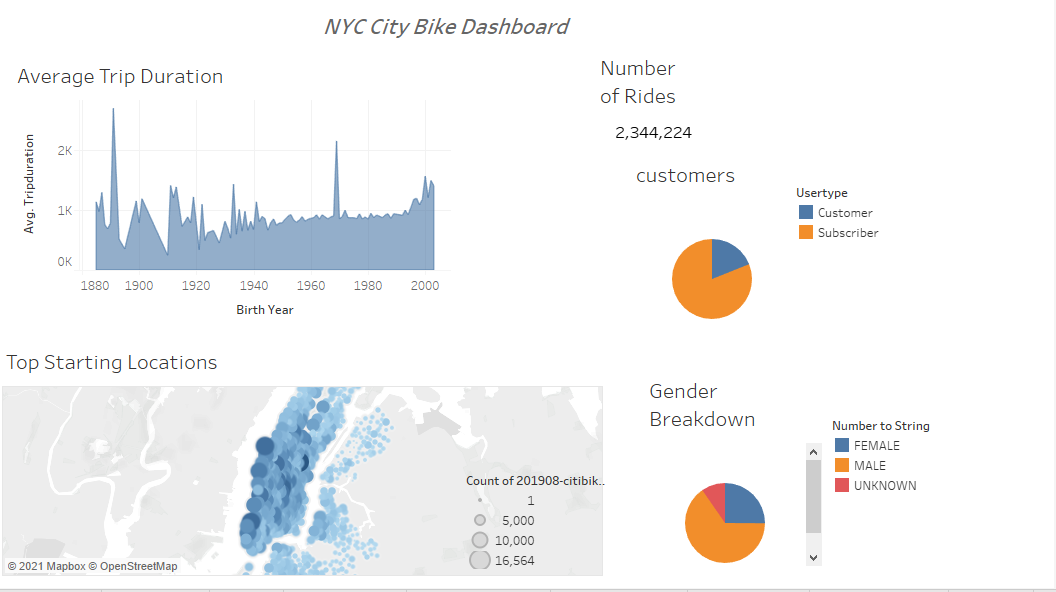 NYC City Bike Dashboard
Average Trip Duration
Avg. Tripduration
2K
1K
0K
1880 1900 1920 1940 1960 1980 2000
Birth Year
Number
of Rides
2,344,224
customers
Usertype
Customer
Subscriber
Top Starting Locations
Count of 201908-citibik..
1
5,000
10,000
16,564
© 2021 Mapbox © OpenStreetMap
Gender
Breakdown
Number to String
FEMALE
MALE
UNKNOWN